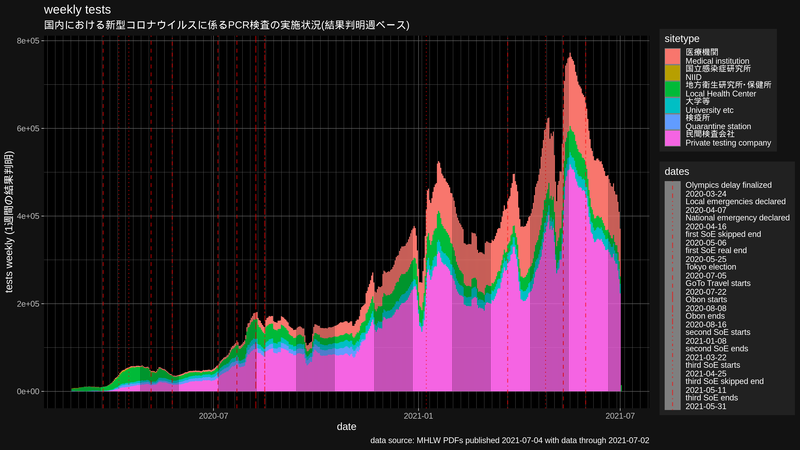 weekly tests
国内における新型コロナウイルスに係るPCR検査の実施状況(結果判明週ベース)
8e+05
6e+05
4e+05
2e+05
0e+00
tests weekly (1週間の結果判明)
2020-07
2021-01
2021-07
date
data source: MHLW PDFs published 2021-07-04 with data through 2021-07-02
sitetype
医療機関
Medical institution
国立感染症研究所
NIID
地方衛生研究所･保健所
Local Health Center
大学等
University etc
検疫所
Quarantine station
民間検査会社
Private testing company
dates
Olympics delay finalized
2020-03-24
Local emergencies declared
2020-04-07
National emergency declared
2020-04-16
first SoE skipped end
2020-05-06
first SoE real end
2020-05-25
Tokyo election
2020-07-05
GoTo Travel starts
2020-07-22
Obon starts
2020-08-08
Obon ends
2020-08-16
second SoE starts
2021-01-08
second SoE ends
2021-03-22
third SoE starts
2021-04-25
third SoE skipped end
2021-05-11
third SoE ends
2021-05-31